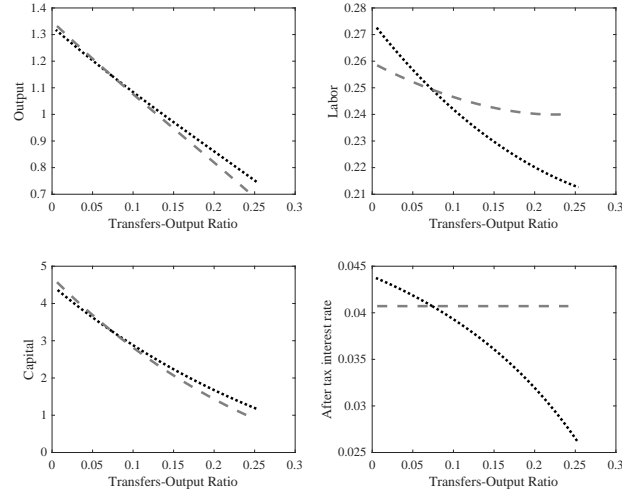 1.4
1.3
1.2
1.1
1
0.9
0.8
0.7
Output
0 0.05 0.1 0.15 0.2 0.25 0.3
Transfers-Output Ratio
0.28
0.27
0.26
0.25
0.24
0.23
0.22
0.21
Labor
0 0.05 0.1 0.15 0.2 0.25 0.3
Transfers-Output Ratio
5
4
3
2
1
0
Capital
0 0.05 0.1 0.15 0.2 0.25 0.3
Transfers-Output Ratio
0.045
0.04
0.035
0.03
0.025
After tax interest rate
0 0.05 0.1 0.15 0.2 0.25 0.3
Transfers-Output Ratio